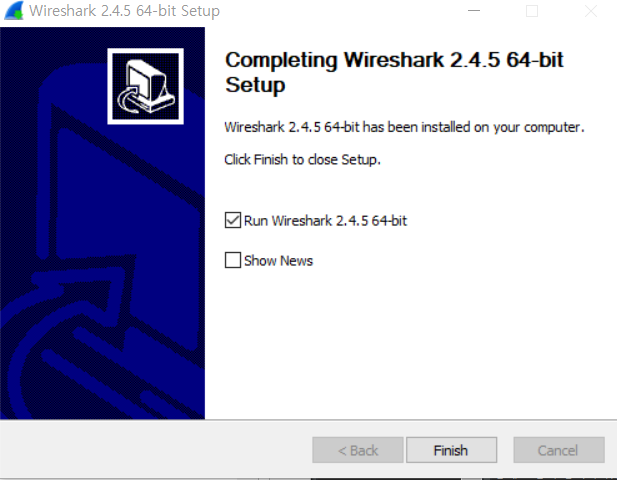 Wireshark 2.4.5 64-bit Setup
Completing Wireshark 2.4.5 64-bit
Setup
Wireshark 2.4.5 64-bit has been installed on your computer.
Click Finish to close Setup.
Run Wireshark 2.4.5 64-bit
Show News
< Back
Finish
Cancel